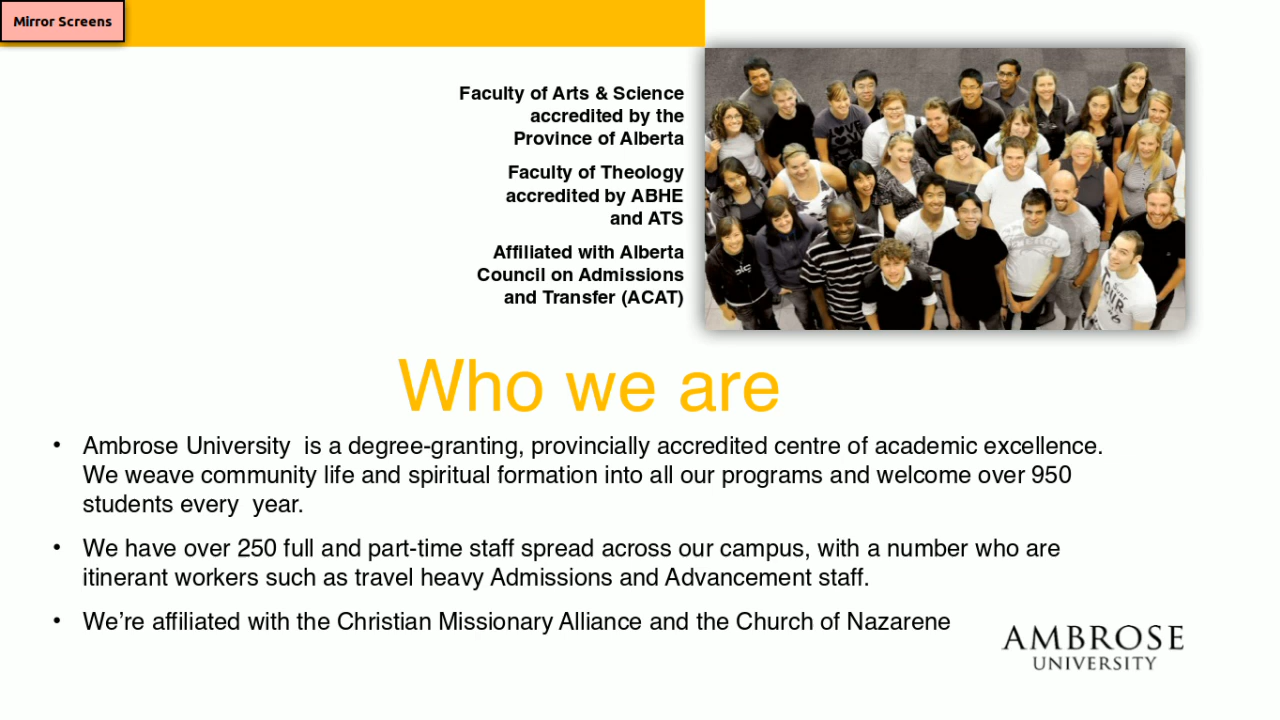 Mirror Screens
Faculty of Arts & Science
accredited by the
Province of Alberta
Faculty of Theology
accredited by ABHE
and ATS
Affiliated with Alberta
Council on Admissions
and Transfer (ACAT)
LOVE
LOVE
TOUR
Who we are
• Ambrose University  is a degree-granting, provincially accredited centre of academic excellence.
We weave community life and spiritual formation into all our programs and welcome over 950
students every  year.
• We have over 250 full and part-time staff spread across our campus, with a number who are
itinerant workers such as travel heavy Admissions and Advancement staff.
• We’re affiliated with the Christian Missionary Alliance and the Church of Nazarene
AMBROSE
UNIVERSITY